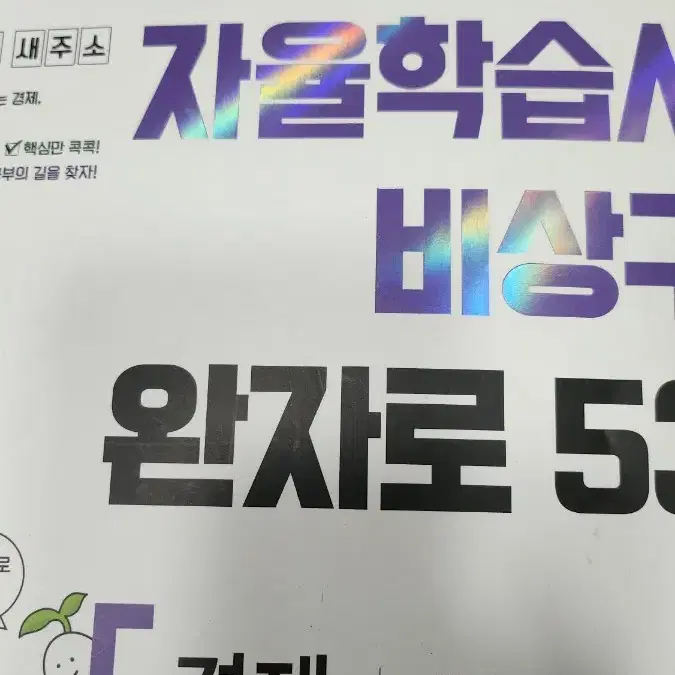 새주소
는 경제,
핵심만 콕콕!
부의 길을 찾자!
자율학습시
비상구
완자로 53
로
경제